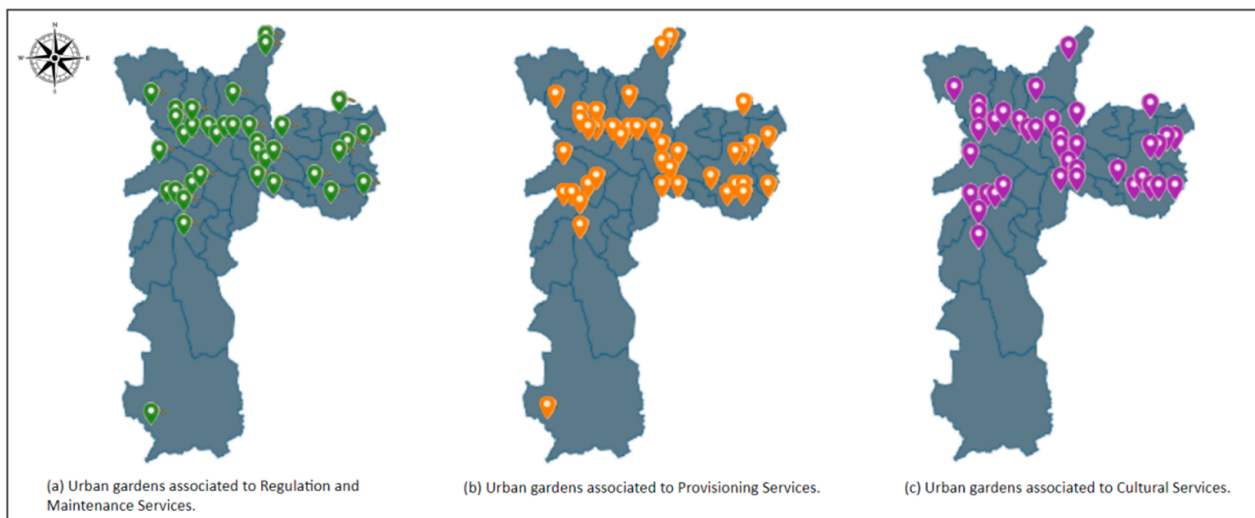 N
W
E
S
(a) Urban gardens associated to Regulation and
Maintenance Services.
(b) Urban gardens associated to Provisioning Services.
(c) Urban gardens associated to Cultural Services.